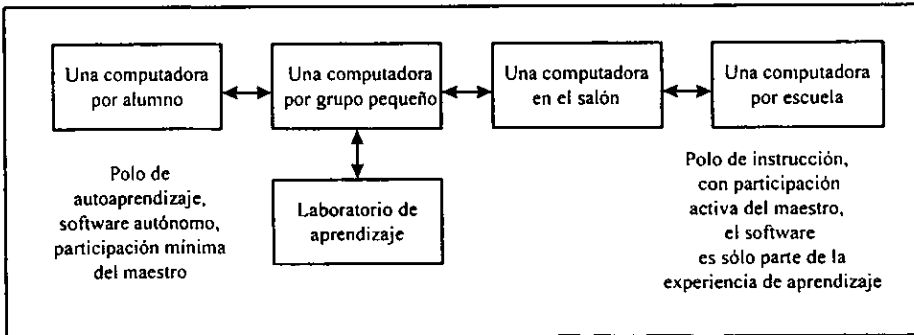 Una computadora
por alumno
Una computadora
por grupo pequeño
Una computadora
en el salón
Una computadora
por escuela
Polo de
autoaprendizaje,
software autónomo,
participación mínima
del maestro
Laboratorio de
aprendizaje
Polo de instrucción,
con participación
activa del maestro,
el software
es sólo parte de la
experiencia de aprendizaje